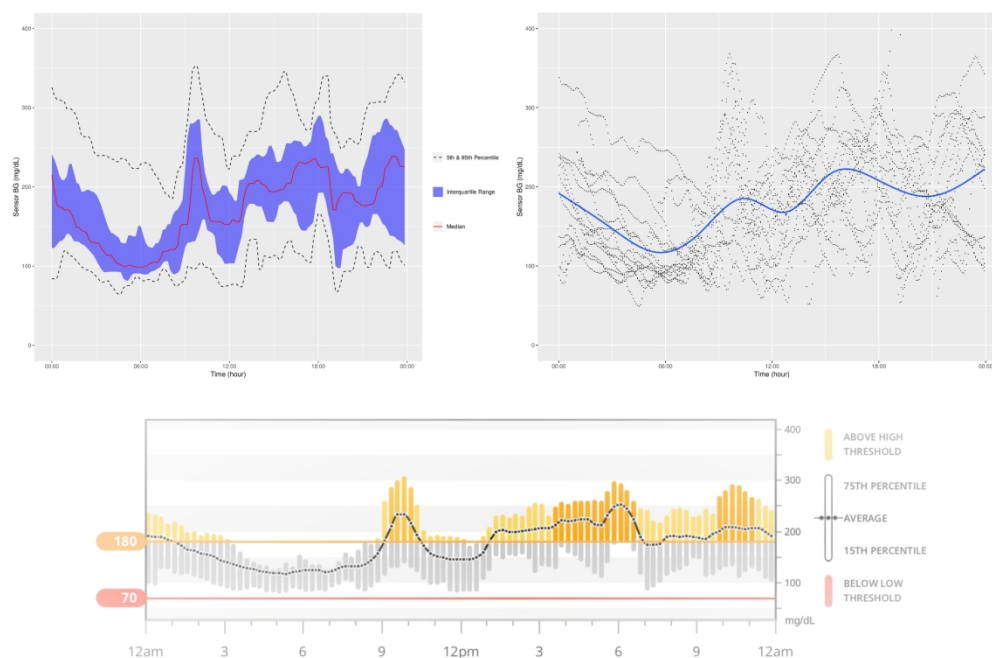 400
300
200
100
0
Sensor BG (mg/dL)
00:00
06:00
12:00
18:00
00:00
Time (hour)
5th & 95th Percentile
Interquartile Range
Median
400
300
200
100
0
Sensor BG (mg/dL)
00:00
06:00
12:00
18:00
00:00
Time (hour)
400
300
200
100
mg/dL
180
70
12am
3
6
9
12pm
3
6
9
12am
ABOVE HIGH
THRESHOLD
75TH PERCENTILE
AVERAGE
15TH PERCENTILE
BELOW LOW
THRESHOLD